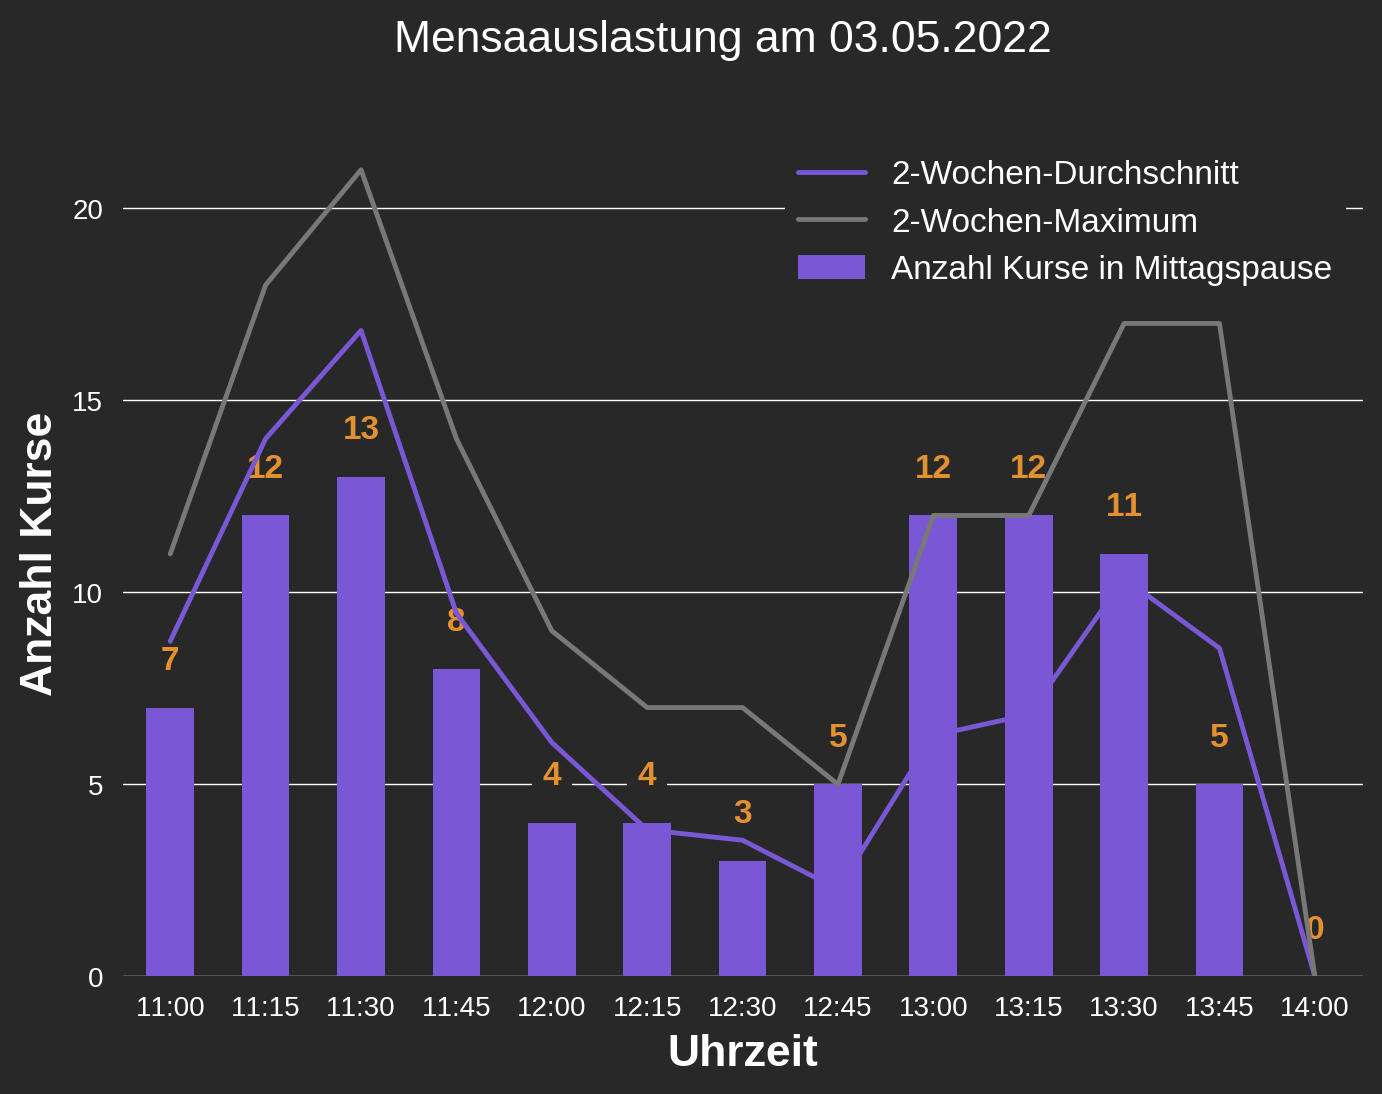 Mensaauslastung am 03.05.2022
2-Wochen-Durchschnitt
2-Wochen-Maximum
Anzahl Kurse in Mittagspause
Anzahl Kurse
20
15
10
5
0
7
12
13
8
4
4
3
5
12
12
11
5
0
11:00 11:15 11:30 11:45 12:00 12:15 12:30 12:45 13:00 13:15 13:30 13:45 14:00
Uhrzeit